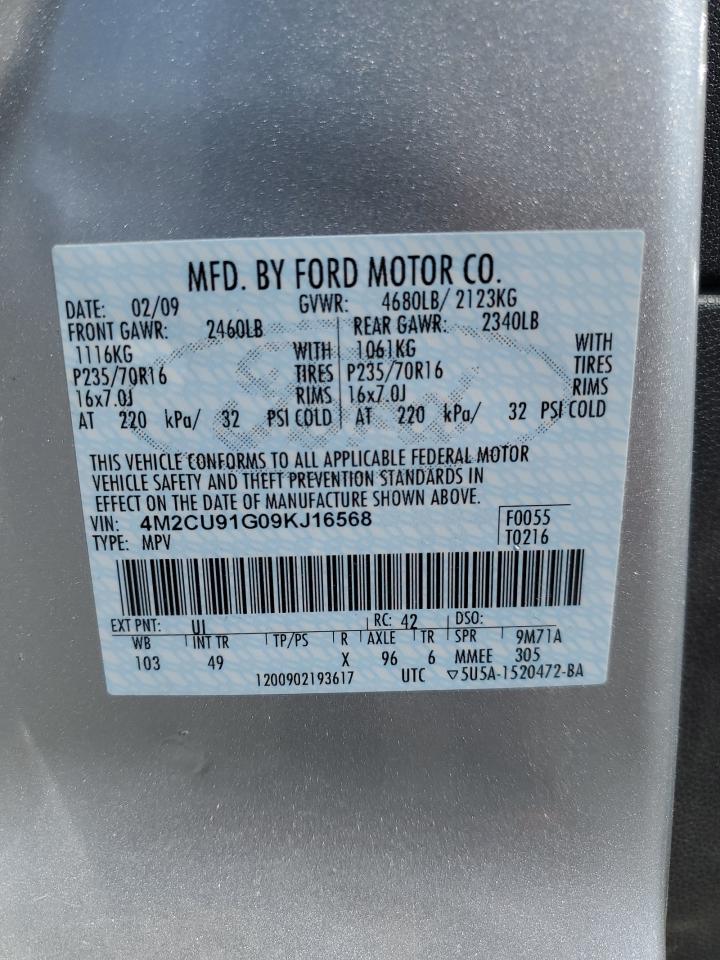 MFD. BY FORD MOTOR CO.
DATE: 02/09 GVWR: 4680LB/ 2123KG
FRONT GAWR: 2460LB REAR GAWR: 2340LB
1116KG WITH 1061KG WITH
P235/70R16 TIRES P235/70R16 TIRES
16x7.0J RIMS 16x7.0J RIMS
AT 220 kPa/ 32 PSI COLD AT 220 kPa/ 32 PSI COLD
THIS VEHICLE CONFORMS TO ALL APPLICABLE FEDERAL MOTOR
VEHICLE SAFETY AND THEFT PREVENTION STANDARDS IN
EFFECT ON THE DATE OF MANUFACTURE SHOWN ABOVE.
VIN: 4M2CU91G09KJ16568 F0055
TYPE: MPV T0216
EXT PNT: UI RC: 42 DSO:
WB INT TR TP/PS R AXLE TR SPR 9M71A
103 49 X 96 6 MMEE 305
1200902193617 UTC ▽5U5A-1520472-BA